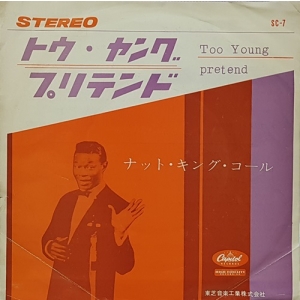 STEREO
SC-7
トウ・ヤング
プリテンド
Too Young
pretend
ナット・キング・コール
Capitol
東芝音楽工業株式会社